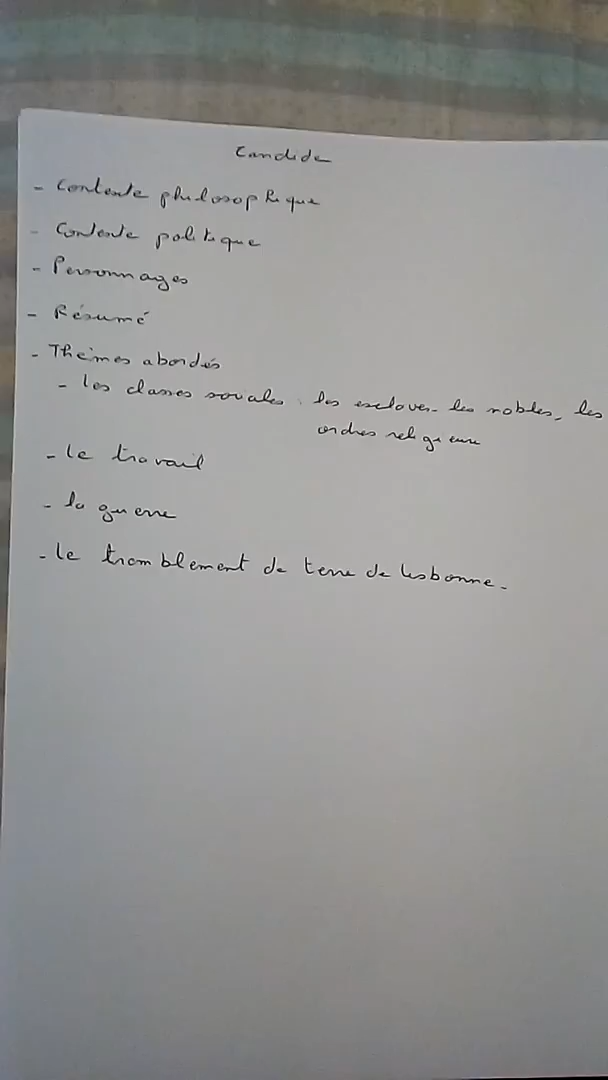 Candide
- Contexte philosophique
- Contexte politique
- Personnages
- Résumé
- Thèmes abordés
- les classes sociales : les esclaves - les nobles, les
ordres religieux
- le travail
- la guerre
- le tremblement de terre de lisbonne.